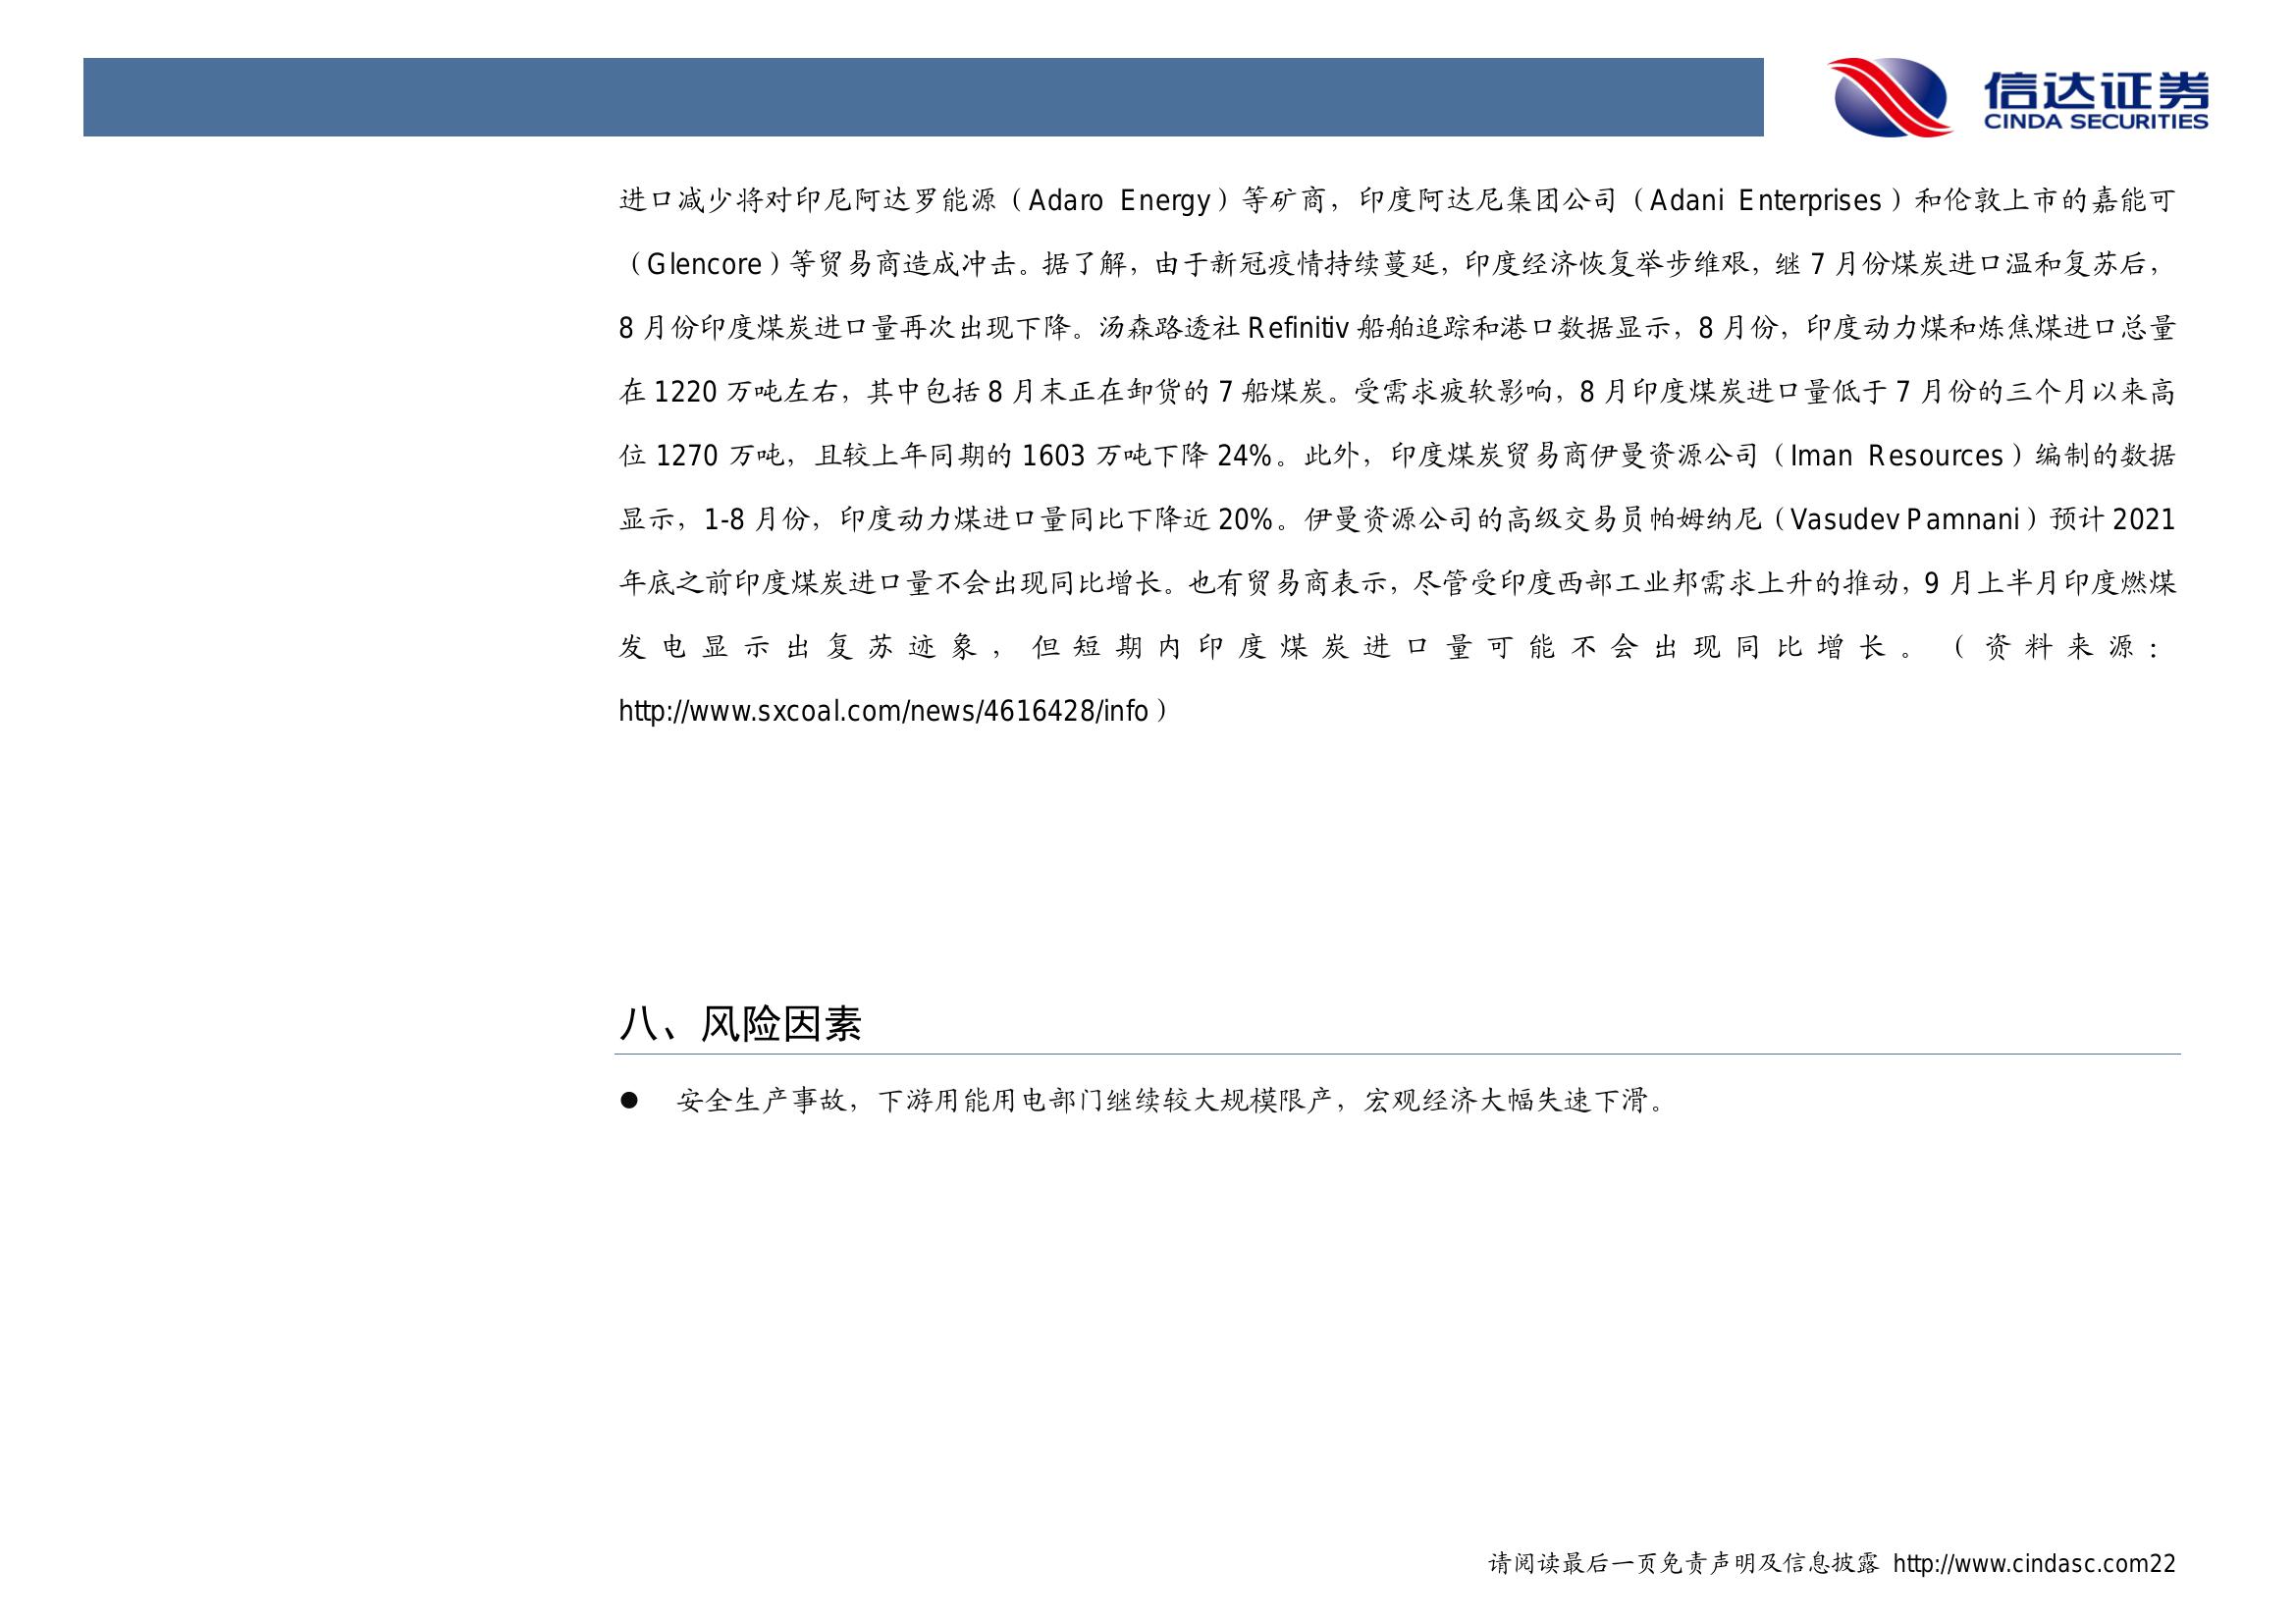 信达证券
CINDA SECURITIES
进口减少将对印尼阿达罗能源（Adaro Energy）等矿商，印度阿达尼集团公司（Adani Enterprises）和伦敦上市的嘉能可
（Glencore）等贸易商造成冲击。据了解，由于新冠疫情持续蔓延，印度经济恢复举步维艰，继 7 月份煤炭进口温和复苏后，
8 月份印度煤炭进口量再次出现下降。汤森路透社 Refinitiv 船舶追踪和港口数据显示，8 月份，印度动力煤和炼焦煤进口总量
在 1220 万吨左右，其中包括 8 月末正在卸货的 7 船煤炭。受需求疲软影响，8 月印度煤炭进口量低于 7 月份的三个月以来高
位 1270 万吨，且较上年同期的 1603 万吨下降 24%。此外，印度煤炭贸易商伊曼资源公司（Iman Resources）编制的数据
显示，1-8 月份，印度动力煤进口量同比下降近 20%。伊曼资源公司的高级交易员帕姆纳尼（Vasudev Pamnani）预计 2021
年底之前印度煤炭进口量不会出现同比增长。也有贸易商表示，尽管受印度西部工业邦需求上升的推动，9 月上半月印度燃煤
发电显示出复苏迹象，但短期内印度煤炭进口量可能不会出现同比增长。（资料来源：
http://www.sxcoal.com/news/4616428/info）
八、风险因素
● 安全生产事故，下游用能用电部门继续较大规模限产，宏观经济大幅失速下滑。
请阅读最后一页免责声明及信息披露 http://www.cindasc.com22